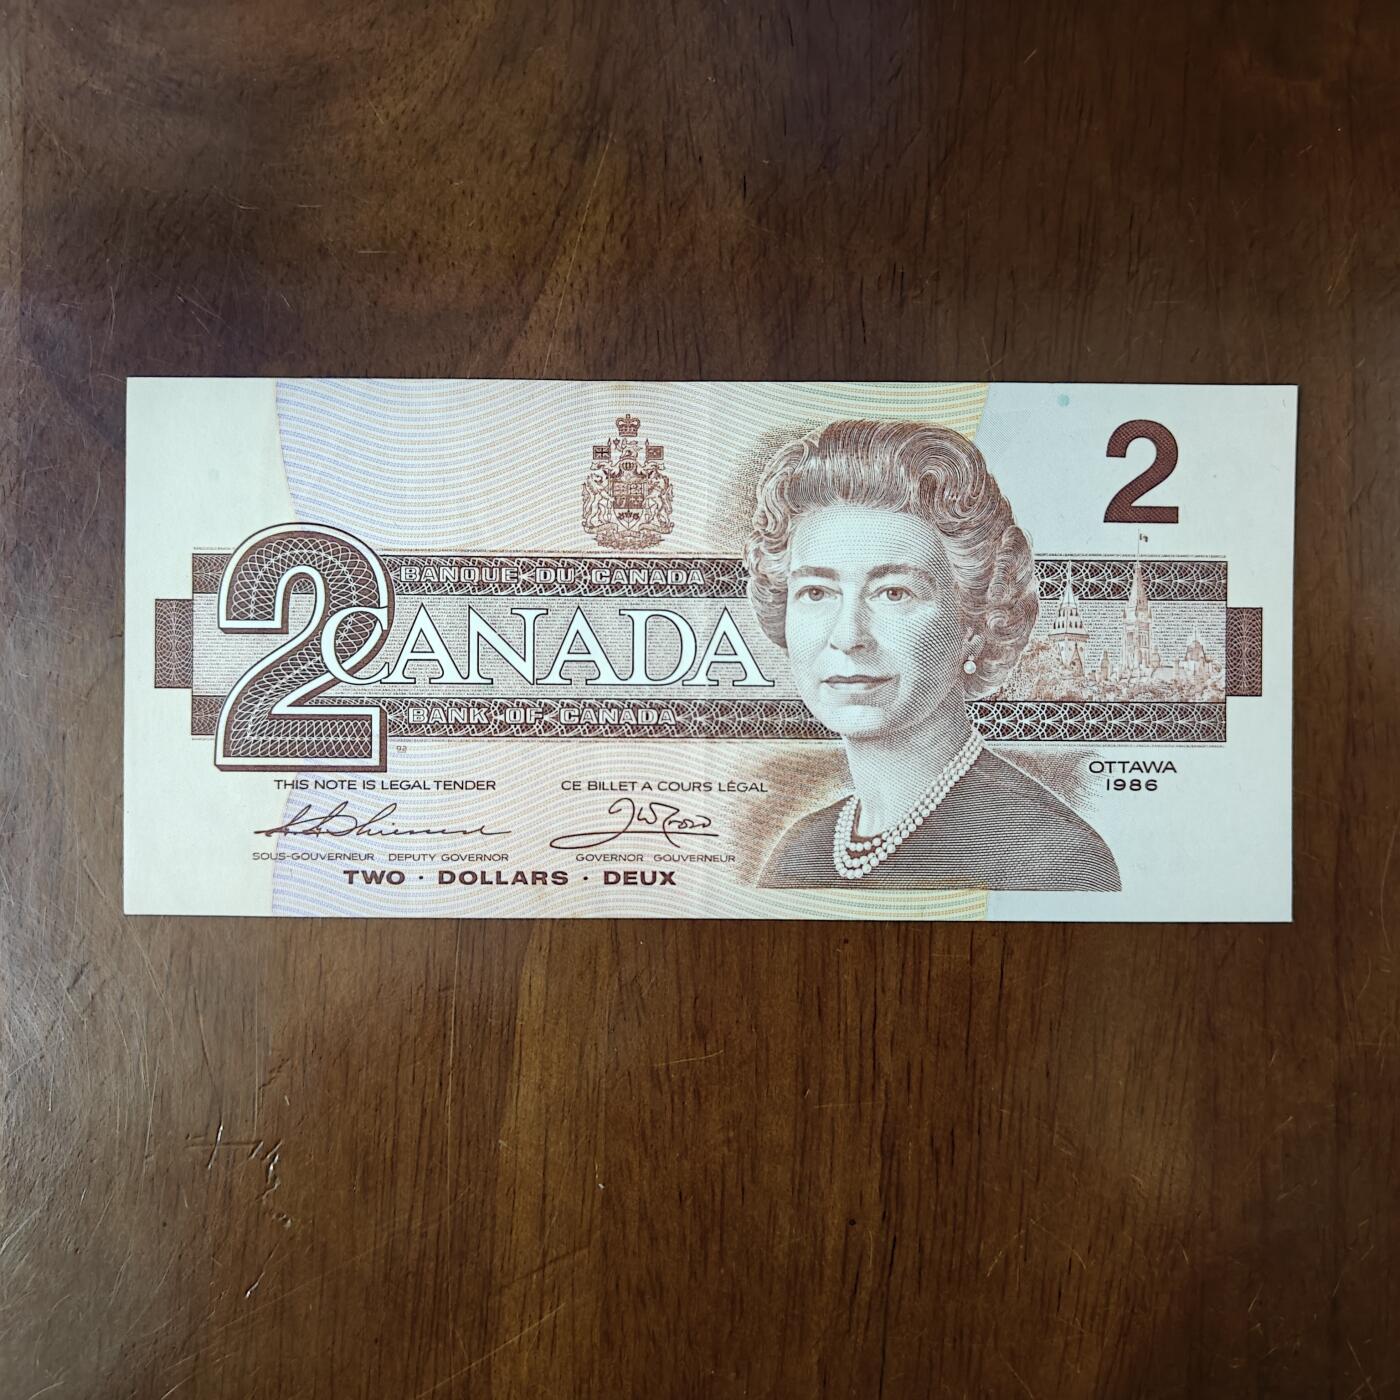 2
BANQUE DU CANADA
2
CANADA
BANK OF CANADA
THIS NOTE IS LEGAL TENDER
CE BILLET A COURS LÉGAL
OTTAWA
1986
SOUS-GOUVERNEUR DEPUTY GOVERNOR
GOVERNOR GOUVERNEUR
TWO · DOLLARS · DEUX